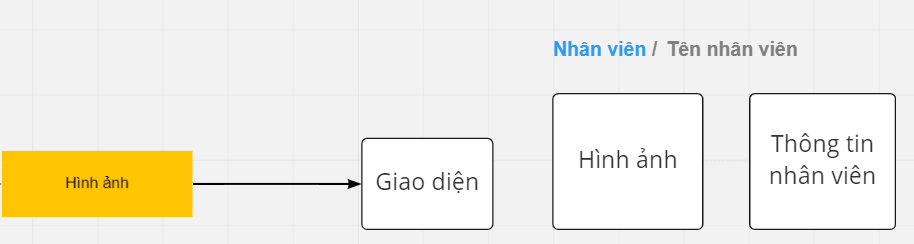 Nhân viên / Tên nhân viên
Hình ảnh
Giao diện
Hình ảnh
Thông tin
nhân viên